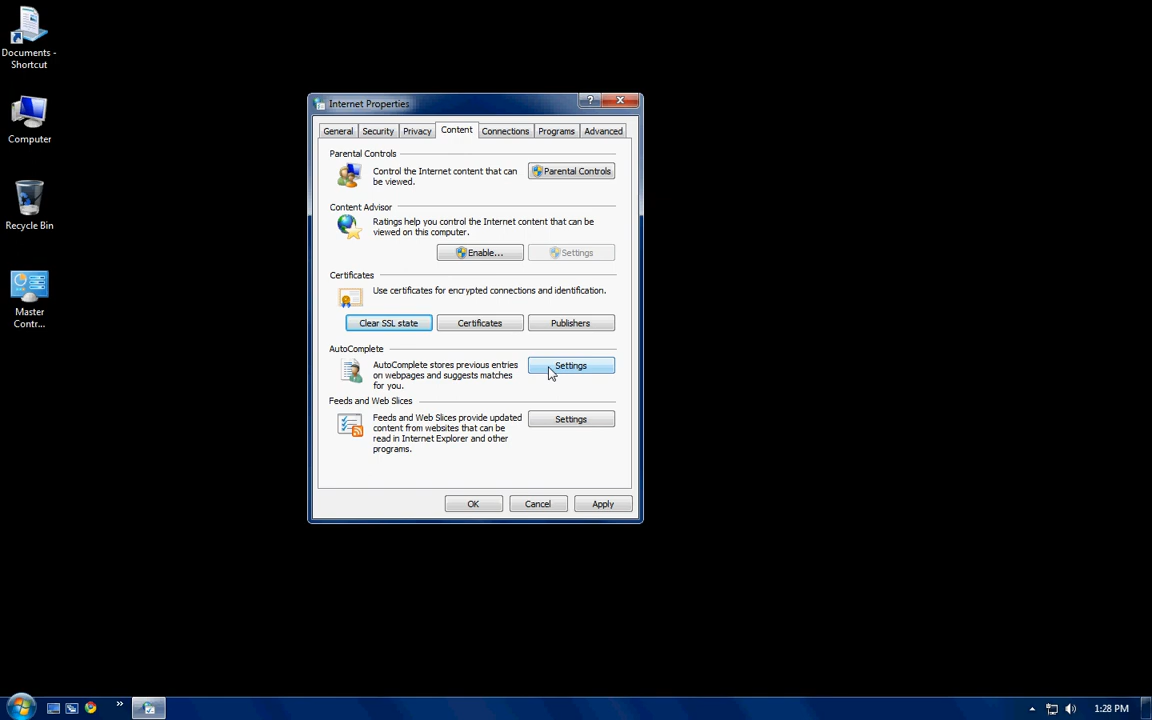 Documents -
Shortcut
Computer
Recycle Bin
Master
Contr...
Internet Properties
?
General Security Privacy Content Connections Programs Advanced
Parental Controls
Control the Internet content that can
be viewed.
Parental Controls
Content Advisor
Ratings help you control the Internet content that can be
viewed on this computer.
Enable... Settings
Certificates
Use certificates for encrypted connections and identification.
Clear SSL state Certificates Publishers
AutoComplete
AutoComplete stores previous entries
on webpages and suggests matches
for you.
Settings
Feeds and Web Slices
Feeds and Web Slices provide updated
content from websites that can be
read in Internet Explorer and other
programs.
Settings
OK Cancel Apply
» 1:28 PM